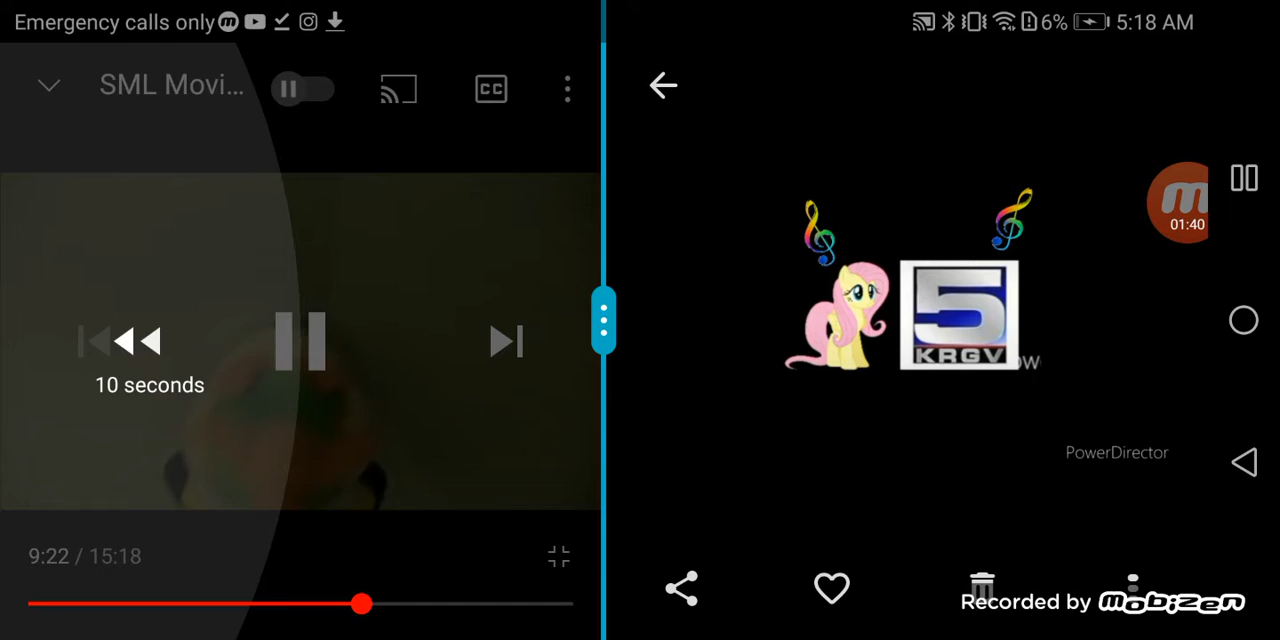 Emergency calls only
6% 5:18 AM
SML Movi...
CC
01:40
10 seconds
5
KRGV
PowerDirector
9:22 / 15:18
Recorded by mobizen